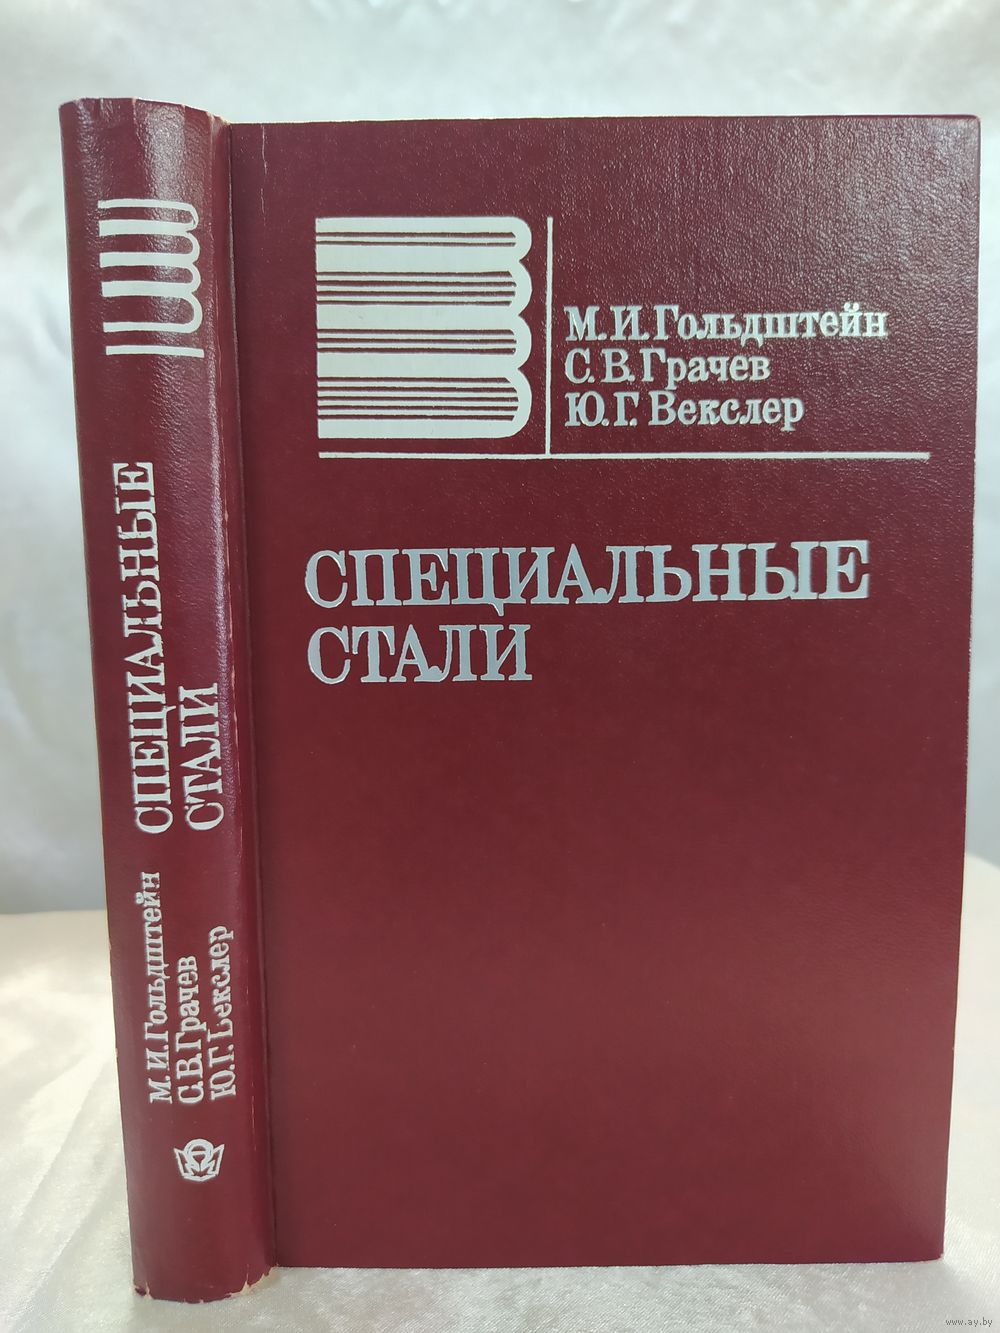 М.И.Гольдштейн
С.В.Грачев
Ю.Г.Векслер
СПЕЦИАЛЬНЫЕ
СТАЛИ
СПЕЦИАЛЬНЫЕ
СТАЛИ
М.И.Гольдштейн
С.В.Грачев
Ю.Г.Векслер
www.ay.by